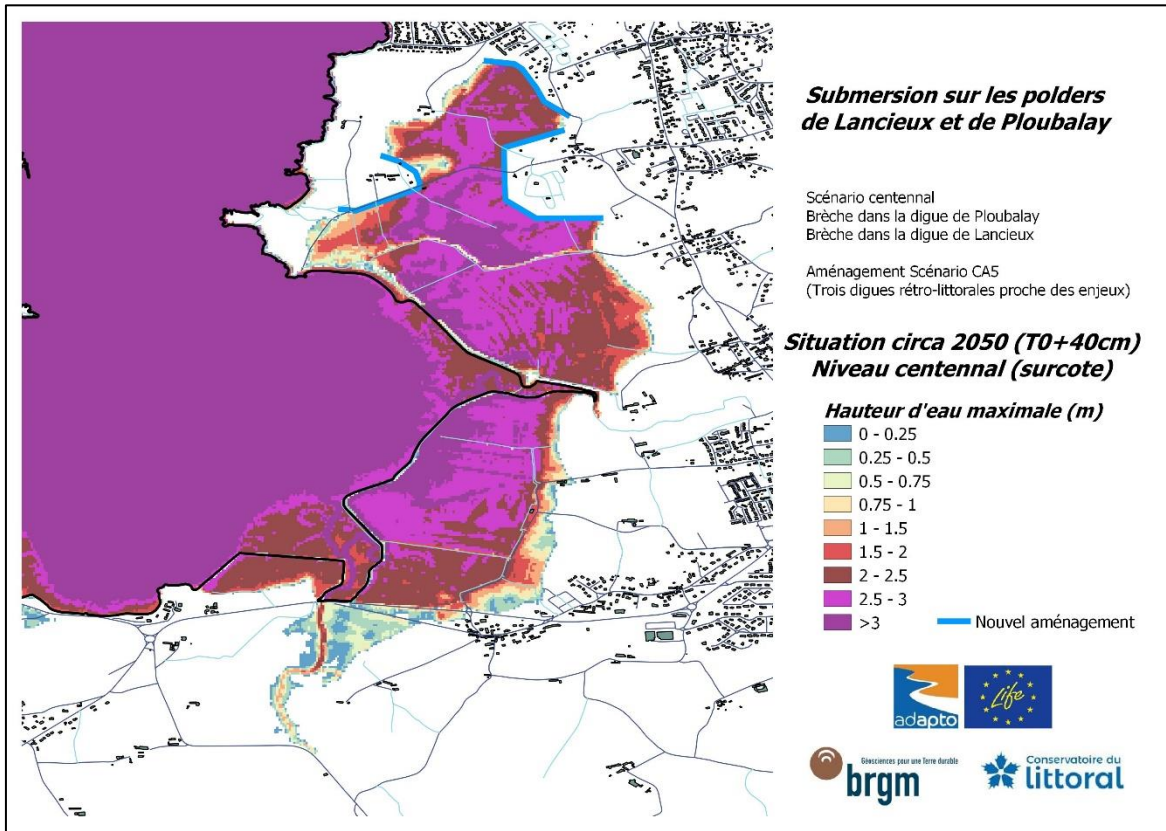 Submersion sur les polders
de Lancieux et de Ploubalay
Scénario centennal
Brèche dans la digue de Ploubalay
Brèche dans la digue de Lancieux
Aménagement Scénario CA5
(Trois digues rétro-littorales proche des enjeux)
Situation circa 2050 (T0+40cm)
Niveau centennal (surcote)
Hauteur d'eau maximale (m)
0 - 0.25
0.25 - 0.5
0.5 - 0.75
0.75 - 1
1 - 1.5
1.5 - 2
2 - 2.5
2.5 - 3
>3
Nouvel aménagement
adapto
Life
Géosciences pour une Terre durable
brgm
Conservatoire du
littoral